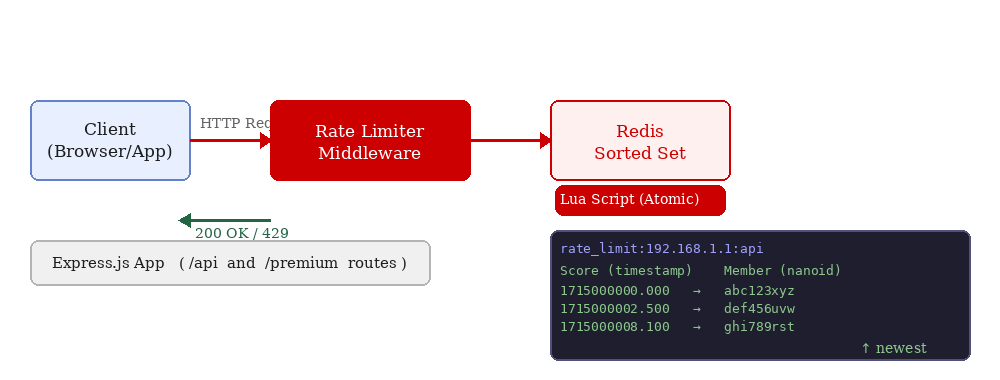 Client
(Browser/App)
HTTP Req
Rate Limiter
Middleware
Redis
Sorted Set
Lua Script (Atomic)
200 OK / 429
Express.js App ( /api and /premium routes )
rate_limit:192.168.1.1:api
Score (timestamp) Member (nanoid)
1715000000.000 → abc123xyz
1715000002.500 → def456uvw
1715000008.100 → ghi789rst
↑ newest